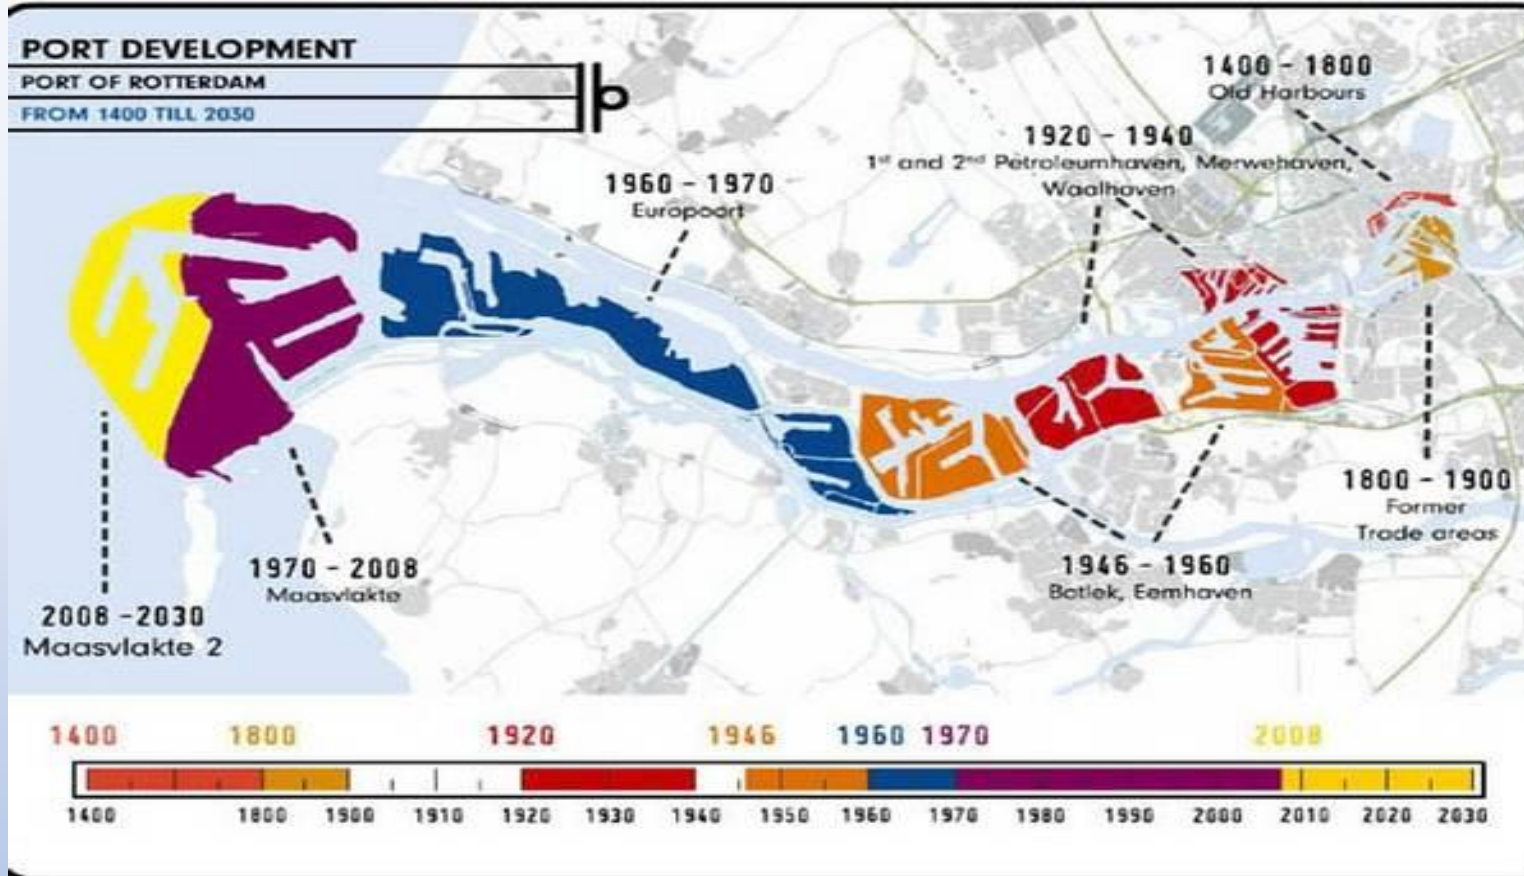 PORT DEVELOPMENT
PORT OF ROTTERDAM
FROM 1400 TILL 2030
1400 - 1800
Old Harbours
1920 - 1940
1st and 2nd Petroleumhaven, Merwehaven,
Waalhaven
1960 - 1970
Europoort
1800 - 1900
Former
Trade areas
1946 - 1960
Botlek, Eemhaven
1970 - 2008
Maasvlakte
2008 - 2030
Maasvlakte 2
1400 1800 1920 1946 1960 1970 2008
1400 1800 1900 1910 1920 1930 1940 1950 1960 1970 1980 1990 2000 2010 2020 2030